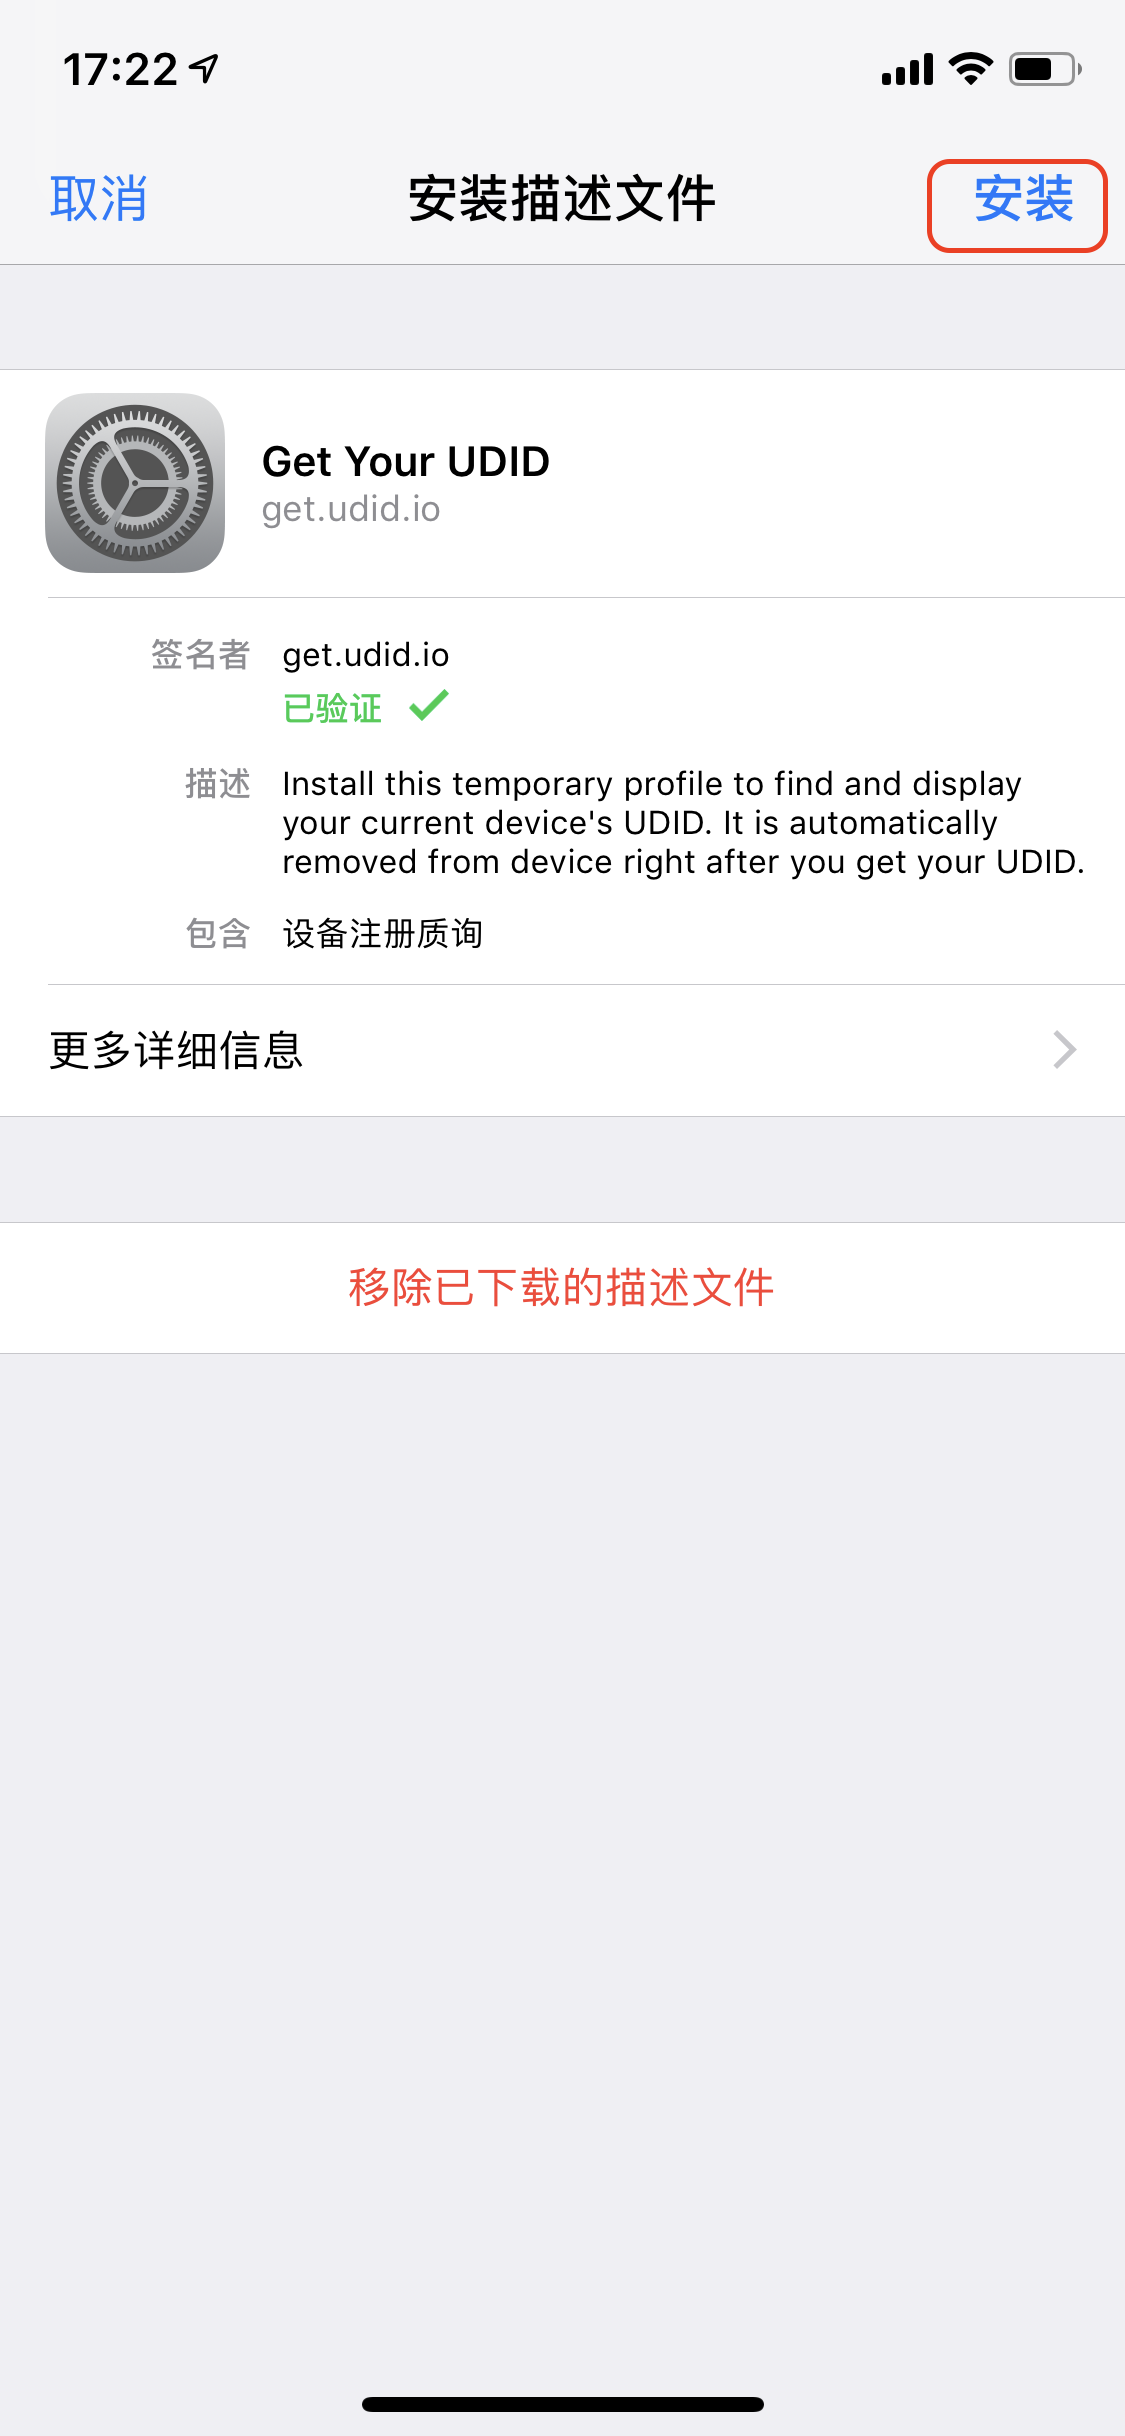 17:22
取消
安装描述文件
安装
Get Your UDID
get.udid.io
签名者
get.udid.io
已验证
描述
Install this temporary profile to find and display
your current device's UDID. It is automatically
removed from device right after you get your UDID.
包含
设备注册质询
更多详细信息
移除已下载的描述文件